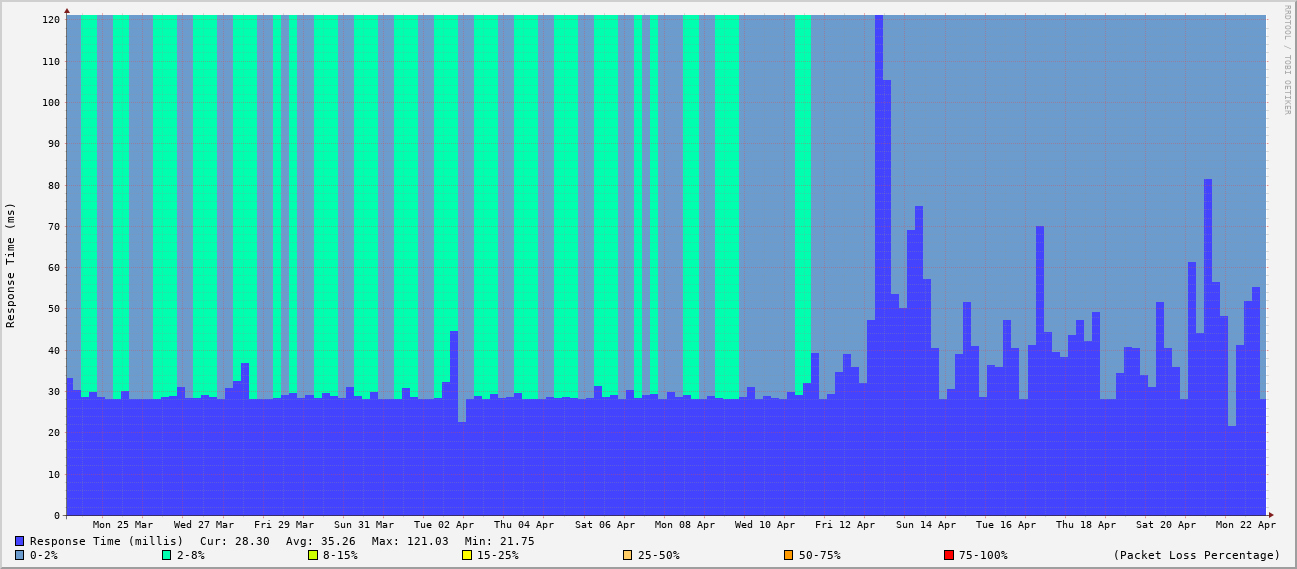 120
110
100
90
80
70
60
50
40
30
20
10
0
Response Time (ms)
RRDTOOL / TOBI OETIKER
Mon 25 Mar Wed 27 Mar Fri 29 Mar Sun 31 Mar Tue 02 Apr Thu 04 Apr Sat 06 Apr Mon 08 Apr Wed 10 Apr Fri 12 Apr Sun 14 Apr Tue 16 Apr Thu 18 Apr Sat 20 Apr Mon 22 Apr
Response Time (millis) Cur: 28.30 Avg: 35.26 Max: 121.03 Min: 21.75
0-2% 2-8% 8-15% 15-25% 25-50% 50-75% 75-100% (Packet Loss Percentage)